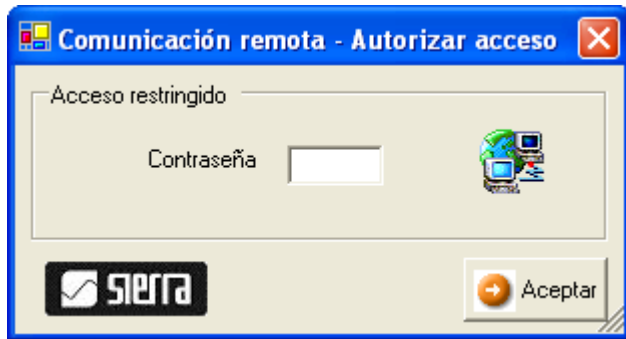 Comunicación remota - Autorizar acceso
Acceso restringido
Contraseña
sierra
Aceptar